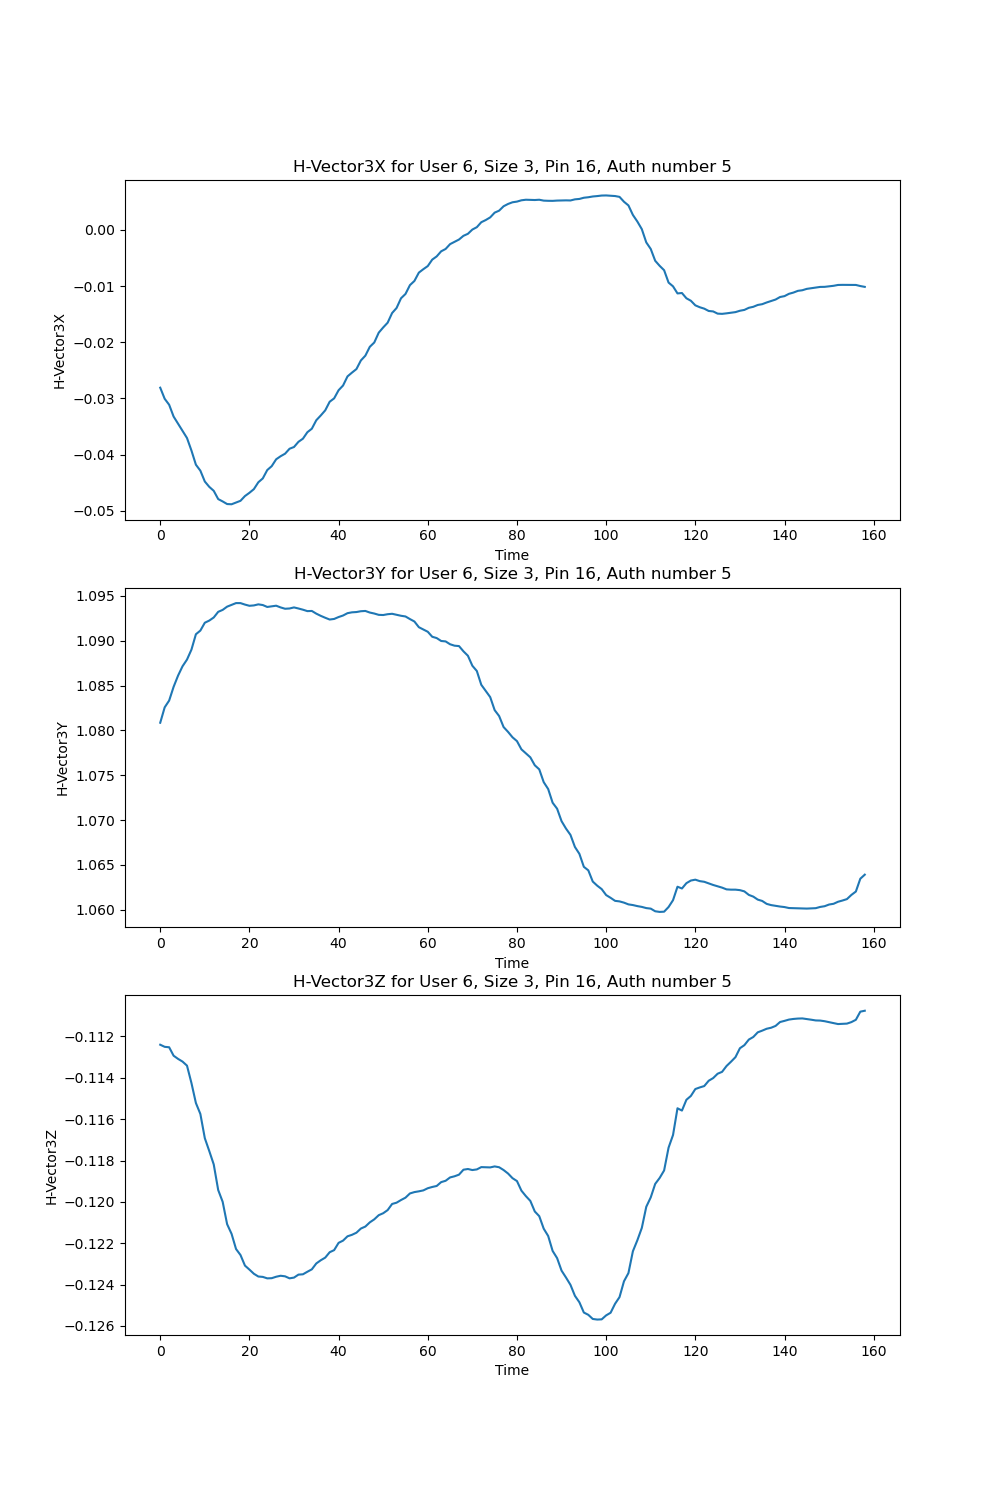 H-Vector3X for User 6, Size 3, Pin 16, Auth number 5
H-Vector3X
0.00
−0.01
−0.02
−0.03
−0.04
−0.05
0 20 40 60 80 100 120 140 160
Time
H-Vector3Y for User 6, Size 3, Pin 16, Auth number 5
H-Vector3Y
1.095
1.090
1.085
1.080
1.075
1.070
1.065
1.060
0 20 40 60 80 100 120 140 160
Time
H-Vector3Z for User 6, Size 3, Pin 16, Auth number 5
H-Vector3Z
−0.112
−0.114
−0.116
−0.118
−0.120
−0.122
−0.124
−0.126
0 20 40 60 80 100 120 140 160
Time